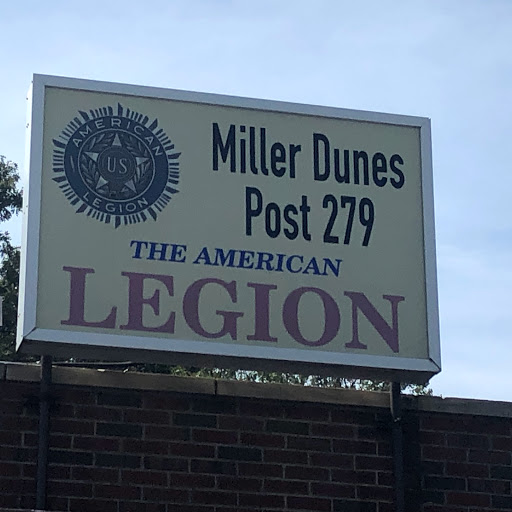 AMERICAN
US
LEGION
Miller Dunes
Post 279
THE AMERICAN
LEGION